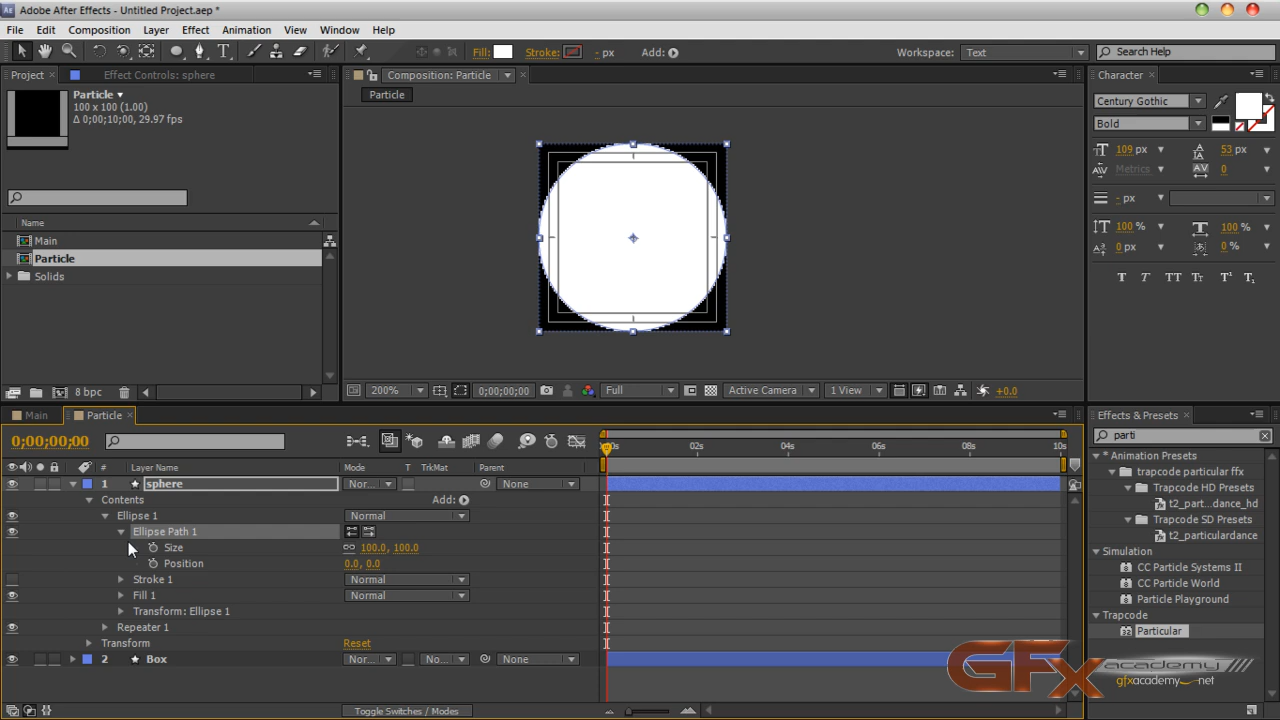 Adobe After Effects - Untitled Project.aep *
File Edit Composition Layer Effect Animation View Window Help
Fill: Stroke: - px Add: Workspace: Text Search Help
Project × Effect Controls: sphere
Particle
100 x 100 (1.00)
Δ 0;00;10;00, 29.97 fps
Name
Main
Particle
Solids
8 bpc
Composition: Particle ×
Particle
200% 0;00;00;00 Full Active Camera 1 View +0.0
Character ×
Century Gothic
Bold
109 px 53 px
Metrics 0
- px
100 % 100 %
0 px 0 %
T T TT Tт T¹ T₁
Main Particle ×
0;00;00;00
# Layer Name Mode T TrkMat Parent
:00s 02s 04s 06s 08s 10s
1 sphere Nor... None
Contents Add:
Ellipse 1 Normal
Ellipse Path 1
Size 100.0, 100.0
Position 0.0, 0.0
Stroke 1 Normal
Fill 1 Normal
Transform: Ellipse 1
Repeater 1
Transform Reset
2 Box Nor... No... None
Toggle Switches / Modes
Effects & Presets ×
parti
* Animation Presets
trapcode particular ffx
Trapcode HD Presets
t2_part...dance_hd
Trapcode SD Presets
t2_particulardance
Simulation
CC Particle Systems II
CC Particle World
Particle Playground
Trapcode
Particular
GFX academy
gfxacademy.net